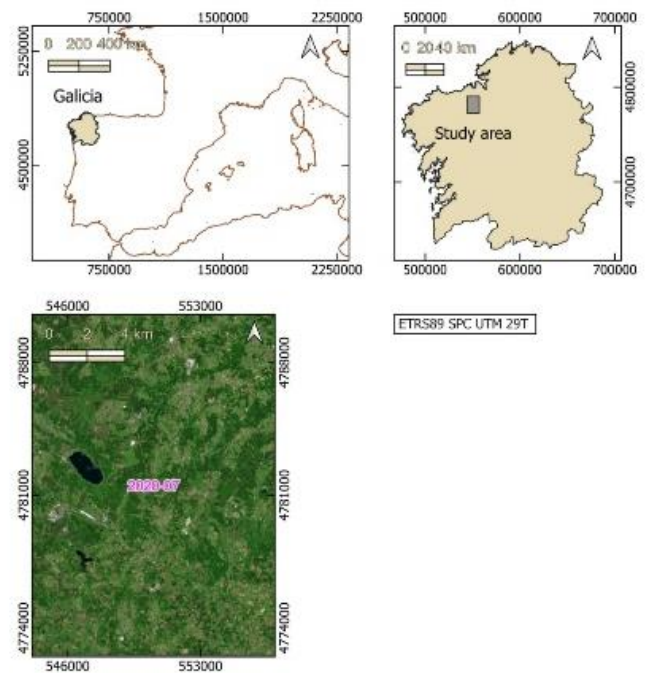 750000 1500000 2250000
5250000
4500000
0 200 400 km
Galicia
750000 1500000 2250000
500000 600000 700000
0 2040 km
4800000
4700000
Study area
500000 600000 700000
546000 553000
0 2 4 km
4788000 4788000
4781000 4781000
4774000 4774000
2020-07
546000 553000
ETRS89 SPC UTM 29T